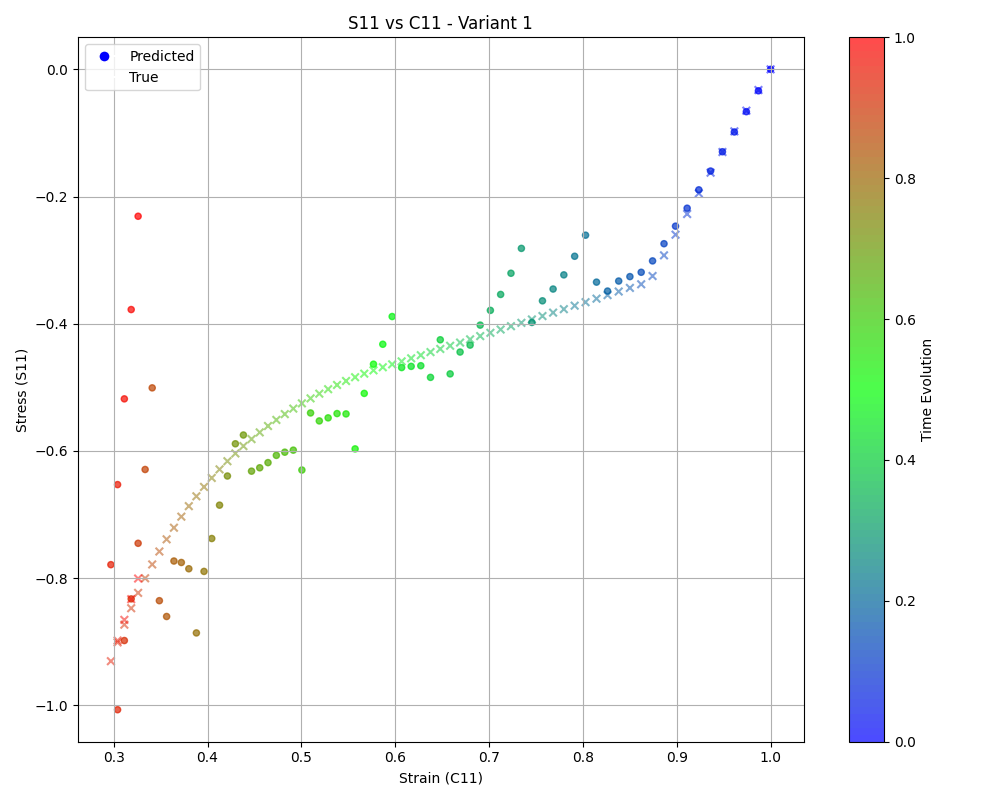 S11 vs C11 - Variant 1
Predicted
True
0.0
−0.2
−0.4
−0.6
−0.8
−1.0
Stress (S11)
0.3 0.4 0.5 0.6 0.7 0.8 0.9 1.0
Strain (C11)
1.0
0.8
0.6
0.4
0.2
0.0
Time Evolution